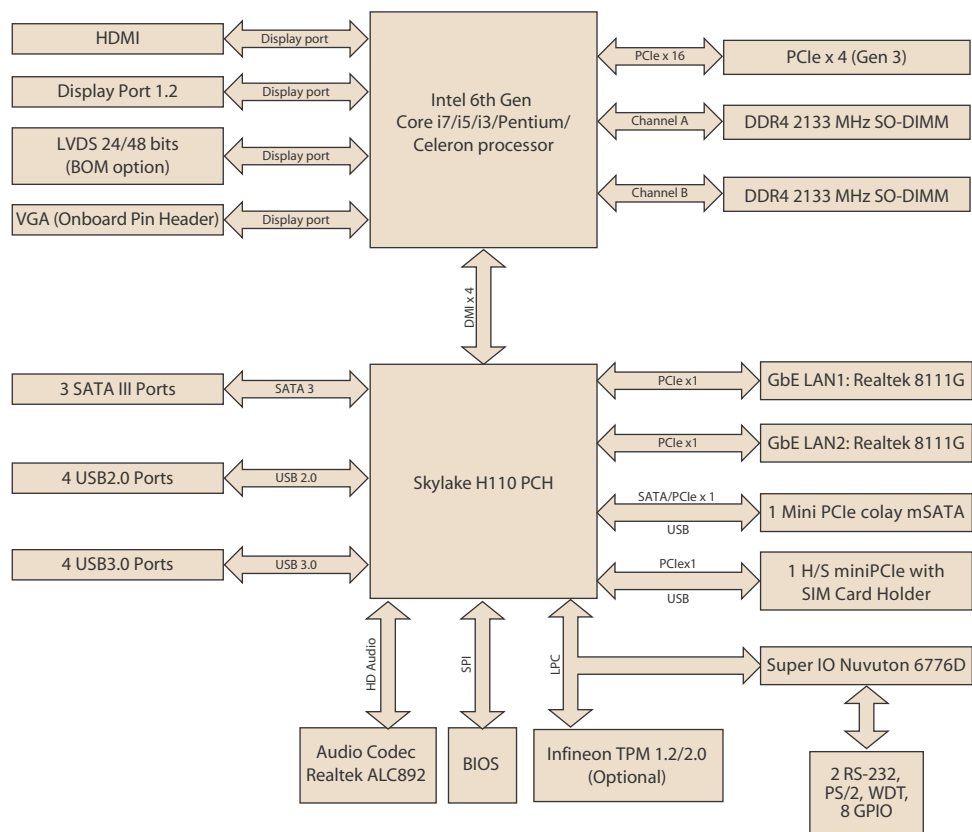 HDMI
Display port
Display Port 1.2
Display port
LVDS 24/48 bits
(BOM option)
Display port
VGA (Onboard Pin Header)
Display port
Intel 6th Gen
Core i7/i5/i3/Pentium/
Celeron processor
PCIe x 16
PCIe x 4 (Gen 3)
Channel A
DDR4 2133 MHz SO-DIMM
Channel B
DDR4 2133 MHz SO-DIMM
DMI x 4
3 SATA III Ports
SATA 3
4 USB2.0 Ports
USB 2.0
4 USB3.0 Ports
USB 3.0
Skylake H110 PCH
PCIe x1
GbE LAN1: Realtek 8111G
PCIe x1
GbE LAN2: Realtek 8111G
SATA/PCIe x 1
USB
1 Mini PCIe colay mSATA
PCIex1
USB
1 H/S miniPCIe with
SIM Card Holder
HD Audio
SPI
LPC
Super IO Nuvuton 6776D
Audio Codec
Realtek ALC892
BIOS
Infineon TPM 1.2/2.0
(Optional)
2 RS-232,
PS/2, WDT,
8 GPIO